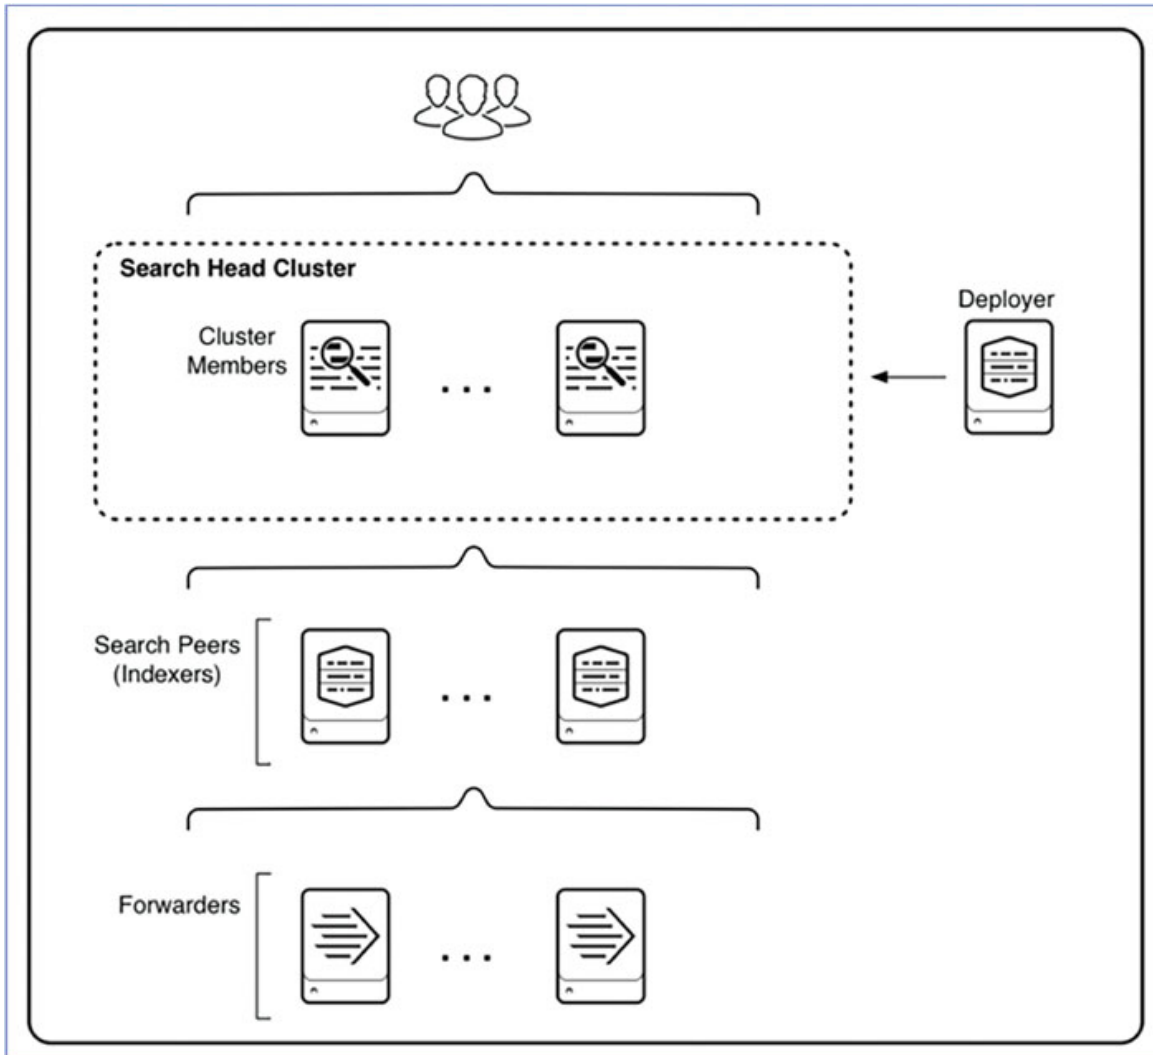 Search Head Cluster
Deployer
Cluster
Members
. . .
Search Peers
(Indexers)
. . .
Forwarders
. . .